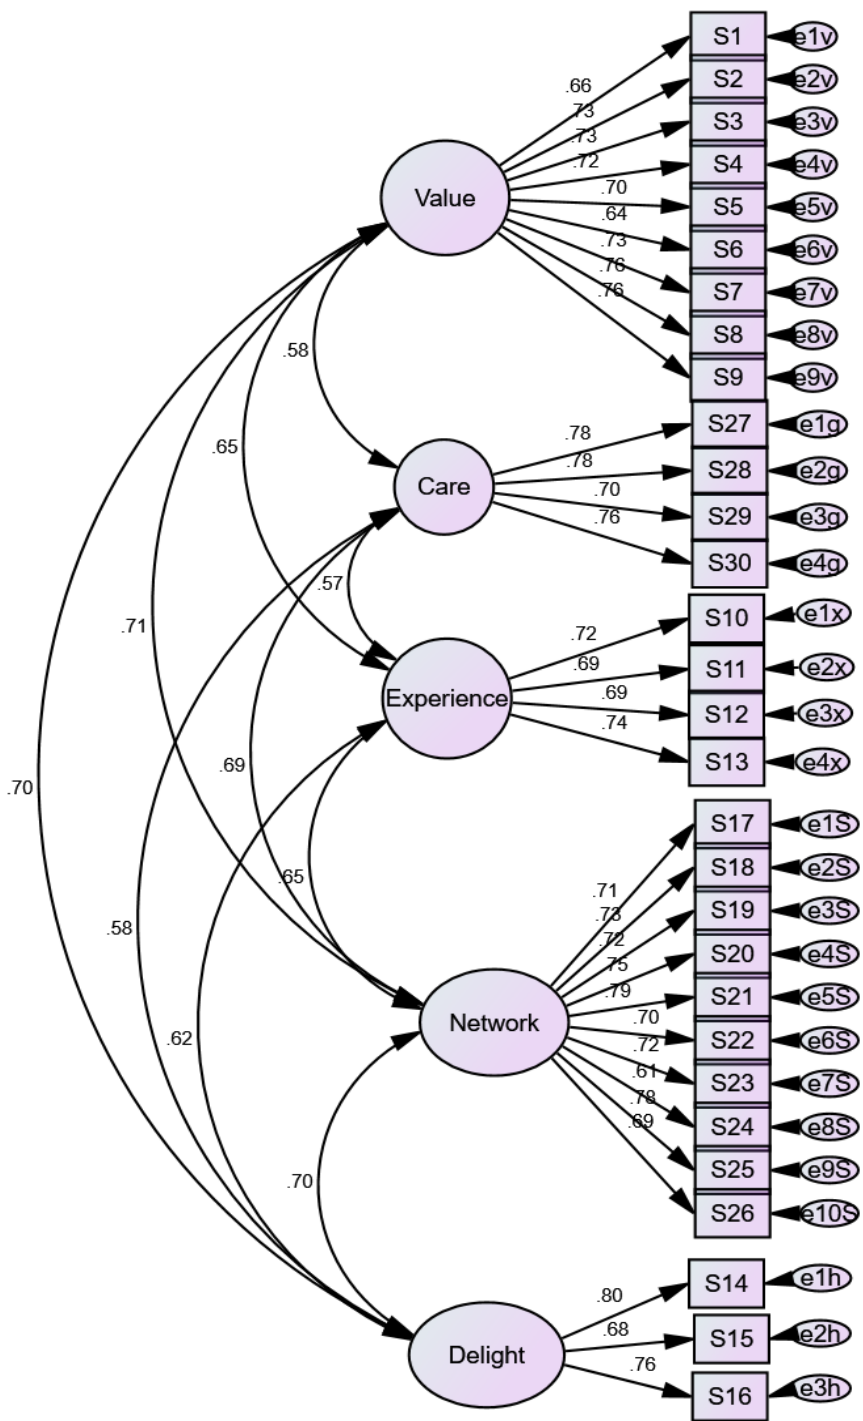 S1 e1v
S2 e2v
.66
.73
S3 e3v
.73
.72
S4 e4v
Value
.70
S5 e5v
.64
.73
S6 e6v
.76
.76
S7 e7v
S8 e8v
.58
S9 e9v
S27 e1g
.78
.65
.78
S28 e2g
Care
.70
.76
S29 e3g
S30 e4g
.57
S10 e1x
.71
.72
.69
S11 e2x
Experience
.69
S12 e3x
.74
S13 e4x
.69
.70
S17 e1S
S18 e2S
.65
.71
.73
S19 e3S
.58
.72
S20 e4S
.75
.79
S21 e5S
Network
.70
S22 e6S
.62
.72
.61
S23 e7S
.78
.69
S24 e8S
S25 e9S
.70
S26 e10S
S14 e1h
.80
.68
S15 e2h
Delight
.76
S16 e3h